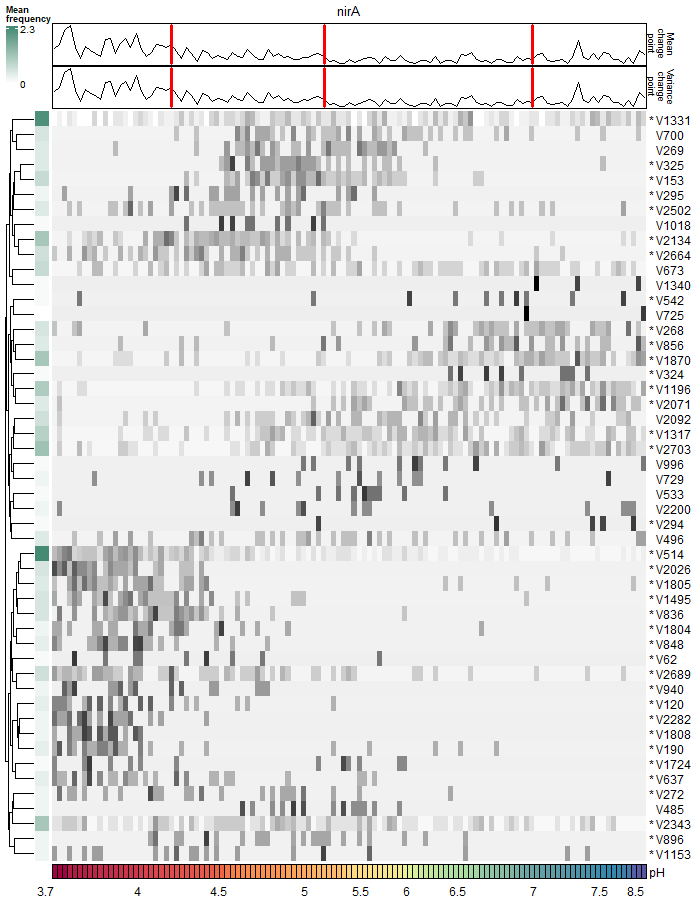 Mean
frequency
2.3
0
nirA
Mean
change
point
Variance
change
point
*V1331
V700
V269
*V325
*V153
*V295
*V2502
V1018
*V2134
*V2664
V673
V1340
*V542
V725
*V268
*V856
*V1870
*V324
*V1196
*V2071
V2092
*V1317
*V2703
V996
V729
V533
V2200
*V294
V496
*V514
*V2026
*V1805
*V1495
*V836
*V1804
*V848
*V62
*V2689
*V940
*V120
*V2282
*V1808
*V190
*V1724
*V637
*V272
V485
*V2343
*V896
*V1153
pH
3.7 4 4.5 5 5.5 6 6.5 7 7.5 8.5